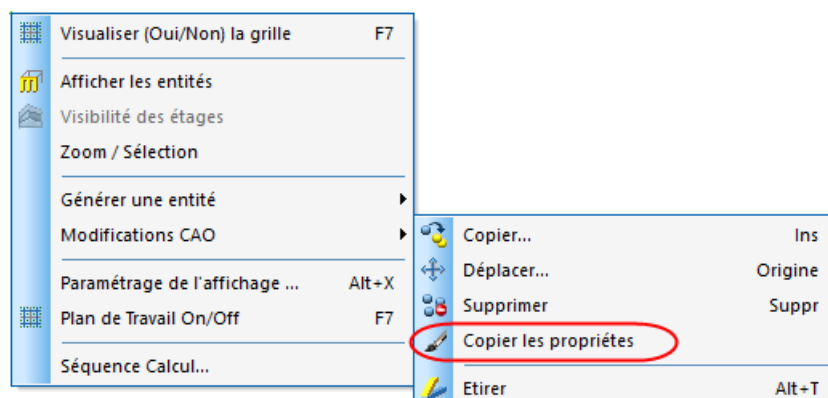 Visualiser (Oui/Non) la grille F7
Afficher les entités
Visibilité des étages
Zoom / Sélection
Générer une entité
Modifications CAO
Paramétrage de l'affichage ... Alt+X
Plan de Travail On/Off F7
Séquence Calcul...
Copier... Ins
Déplacer... Origine
Supprimer Suppr
Copier les propriétes
Etirer Alt+T